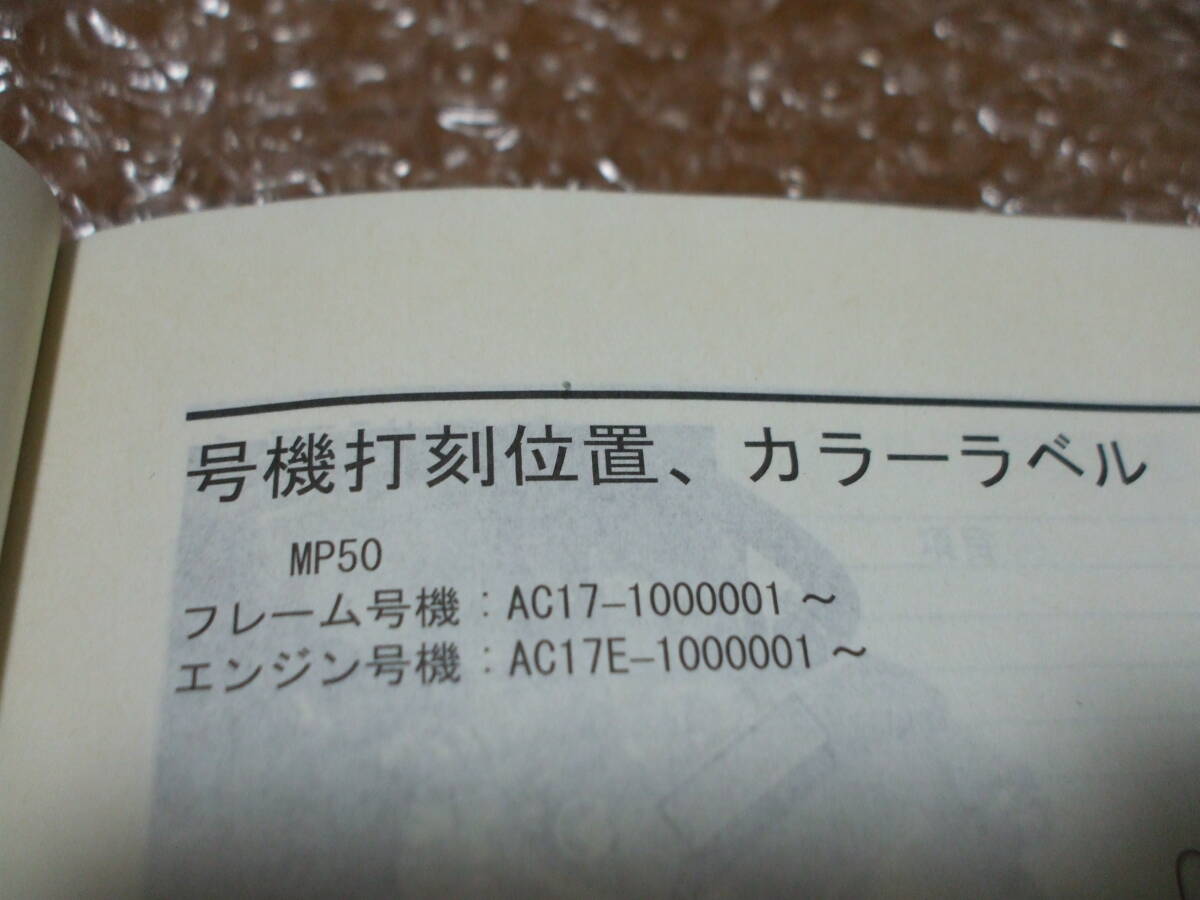 号機打刻位置、カラーラベル
MP50
フレーム号機：AC17-1000001～
エンジン号機：AC17E-1000001～